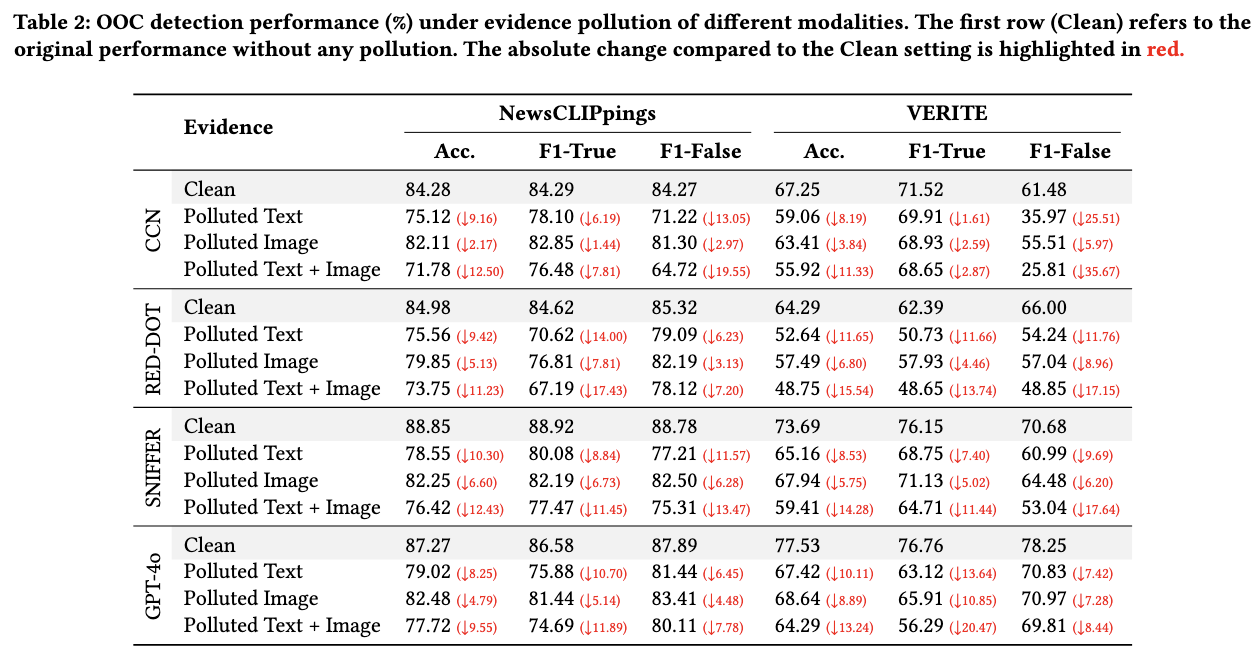 Table 2: OOC detection performance (%) under evidence pollution of different modalities. The first row (Clean) refers to the
original performance without any pollution. The absolute change compared to the Clean setting is highlighted in red.
Evidence NewsCLIPpings VERITE
Acc. F1-True F1-False Acc. F1-True F1-False
CCN
Clean 84.28 84.29 84.27 67.25 71.52 61.48
Polluted Text 75.12 (↓9.16) 78.10 (↓6.19) 71.22 (↓13.05) 59.06 (↓8.19) 69.91 (↓1.61) 35.97 (↓25.51)
Polluted Image 82.11 (↓2.17) 82.85 (↓1.44) 81.30 (↓2.97) 63.41 (↓3.84) 68.93 (↓2.59) 55.51 (↓5.97)
Polluted Text + Image 71.78 (↓12.50) 76.48 (↓7.81) 64.72 (↓19.55) 55.92 (↓11.33) 68.65 (↓2.87) 25.81 (↓35.67)
RED-DOT
Clean 84.98 84.62 85.32 64.29 62.39 66.00
Polluted Text 75.56 (↓9.42) 70.62 (↓14.00) 79.09 (↓6.23) 52.64 (↓11.65) 50.73 (↓11.66) 54.24 (↓11.76)
Polluted Image 79.85 (↓5.13) 76.81 (↓7.81) 82.19 (↓3.13) 57.49 (↓6.80) 57.93 (↓4.46) 57.04 (↓8.96)
Polluted Text + Image 73.75 (↓11.23) 67.19 (↓17.43) 78.12 (↓7.20) 48.75 (↓15.54) 48.65 (↓13.74) 48.85 (↓17.15)
SNIFFER
Clean 88.85 88.92 88.78 73.69 76.15 70.68
Polluted Text 78.55 (↓10.30) 80.08 (↓8.84) 77.21 (↓11.57) 65.16 (↓8.53) 68.75 (↓7.40) 60.99 (↓9.69)
Polluted Image 82.25 (↓6.60) 82.19 (↓6.73) 82.50 (↓6.28) 67.94 (↓5.75) 71.13 (↓5.02) 64.48 (↓6.20)
Polluted Text + Image 76.42 (↓12.43) 77.47 (↓11.45) 75.31 (↓13.47) 59.41 (↓14.28) 64.71 (↓11.44) 53.04 (↓17.64)
GPT-4o
Clean 87.27 86.58 87.89 77.53 76.76 78.25
Polluted Text 79.02 (↓8.25) 75.88 (↓10.70) 81.44 (↓6.45) 67.42 (↓10.11) 63.12 (↓13.64) 70.83 (↓7.42)
Polluted Image 82.48 (↓4.79) 81.44 (↓5.14) 83.41 (↓4.48) 68.64 (↓8.89) 65.91 (↓10.85) 70.97 (↓7.28)
Polluted Text + Image 77.72 (↓9.55) 74.69 (↓11.89) 80.11 (↓7.78) 64.29 (↓13.24) 56.29 (↓20.47) 69.81 (↓8.44)